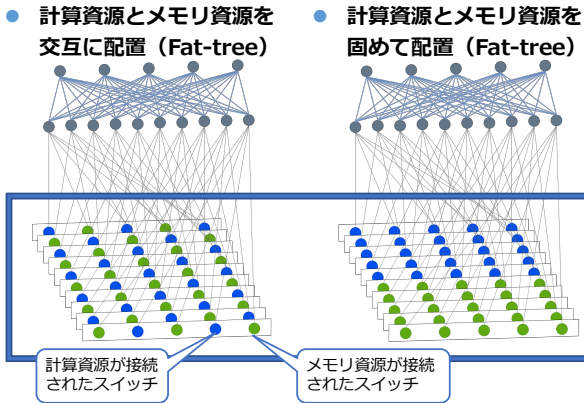 計算資源とメモリ資源を
交互に配置（Fat-tree）
計算資源とメモリ資源を
固めて配置（Fat-tree）
計算資源が接続
されたスイッチ
メモリ資源が接続
されたスイッチ